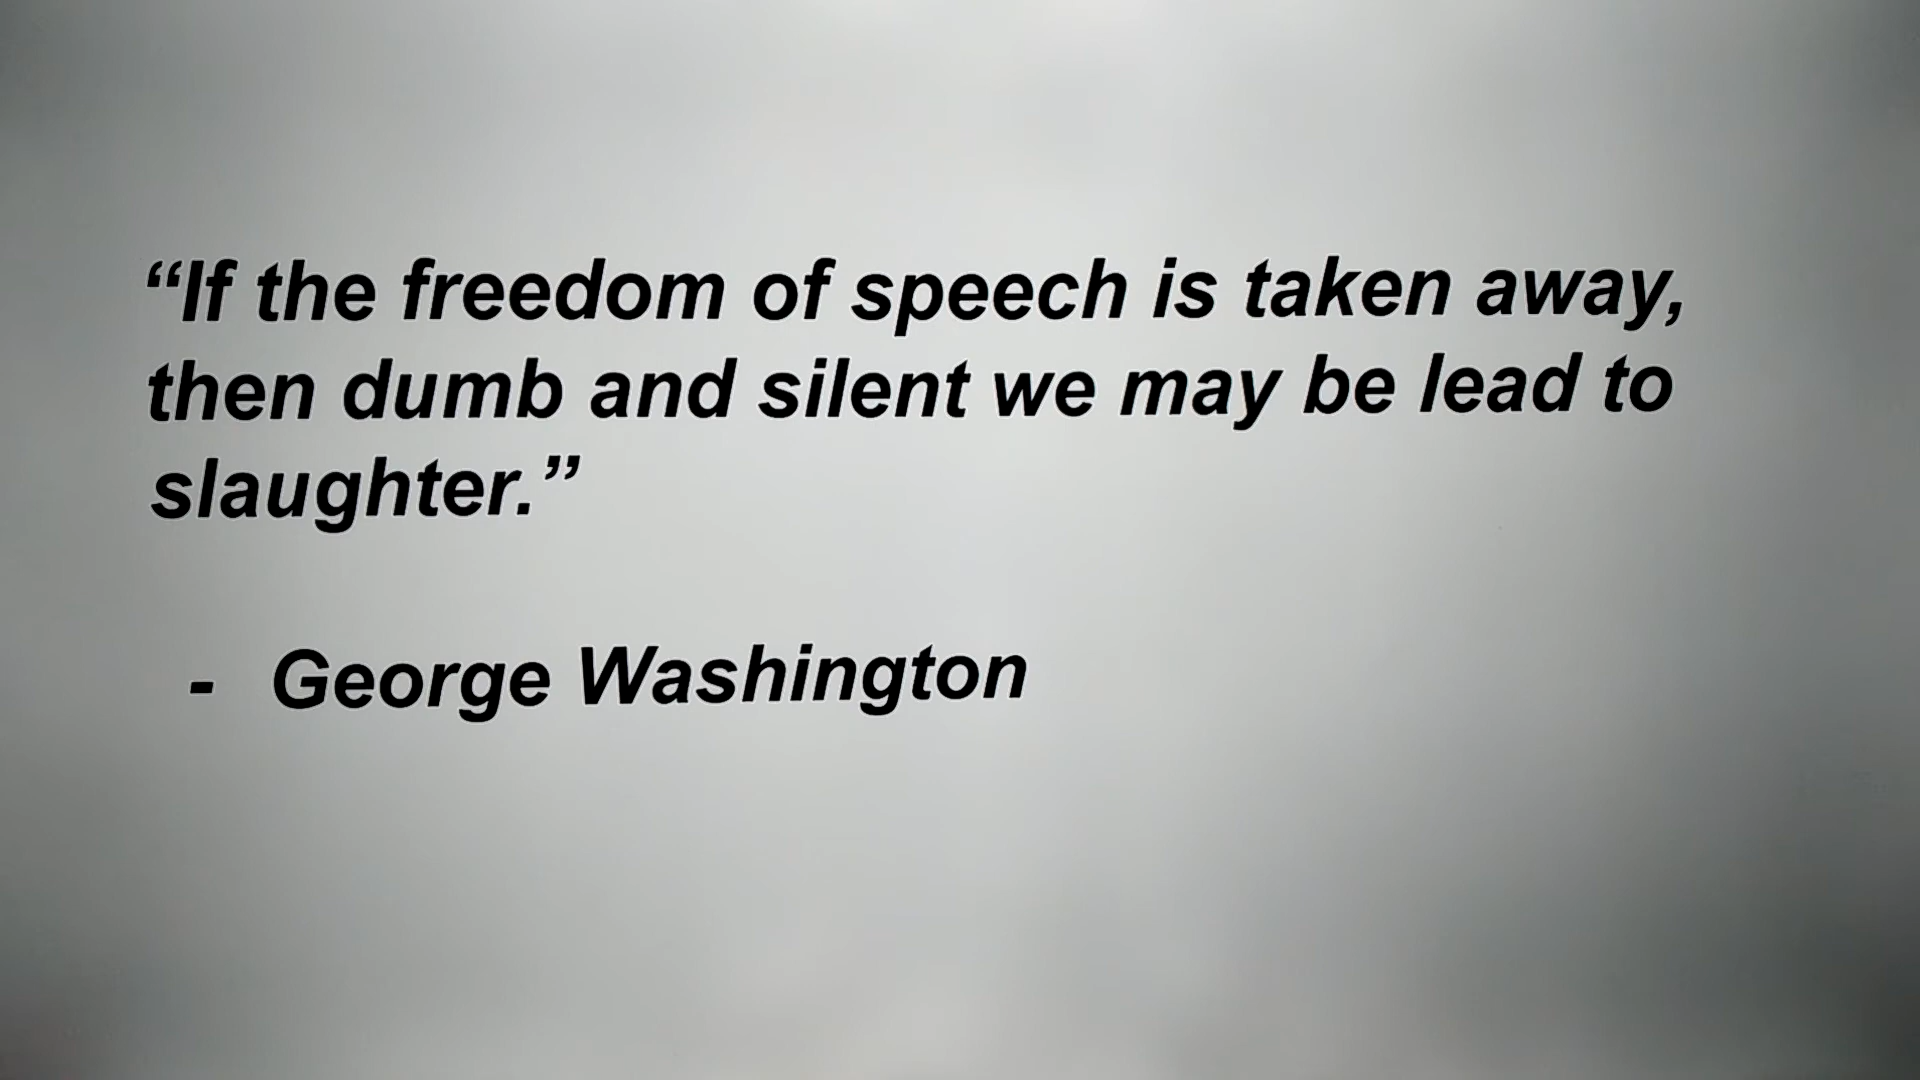 “If the freedom of speech is taken away,
then dumb and silent we may be lead to
slaughter.”
- George Washington